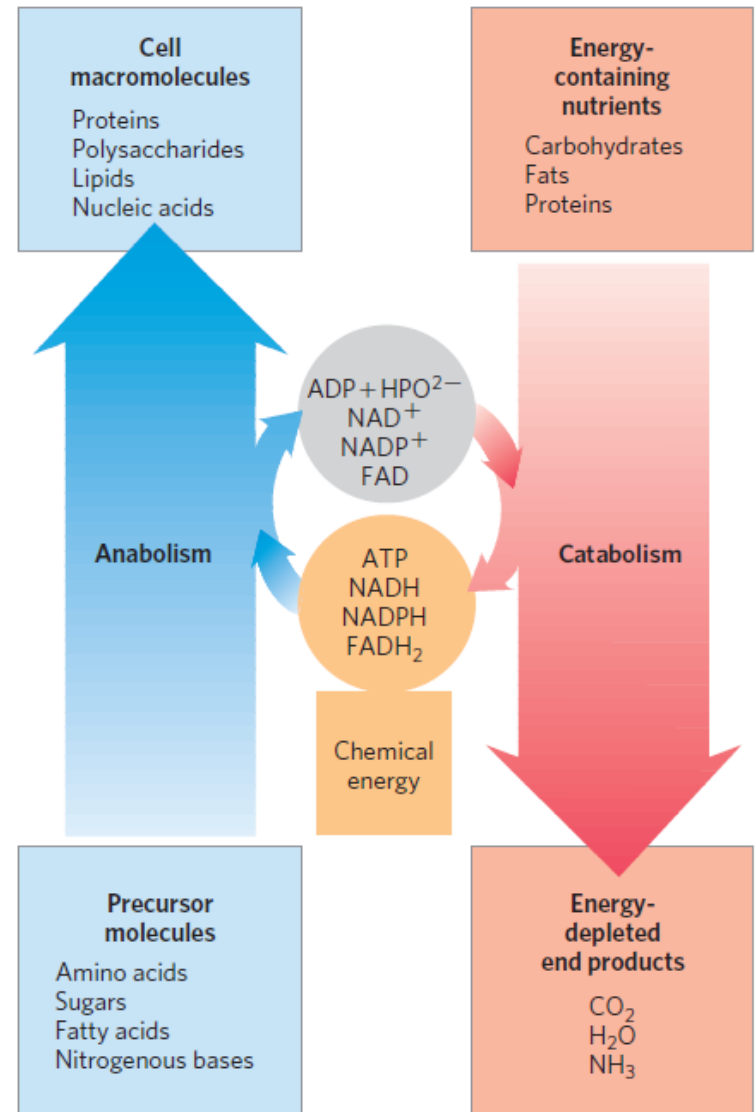 Cell
macromolecules
Proteins
Polysaccharides
Lipids
Nucleic acids
Energy-
containing
nutrients
Carbohydrates
Fats
Proteins
ADP+HPO²⁻
NAD⁺
NADP⁺
FAD
Anabolism
ATP
NADH
NADPH
FADH₂
Catabolism
Chemical
energy
Precursor
molecules
Amino acids
Sugars
Fatty acids
Nitrogenous bases
Energy-
depleted
end products
CO₂
H₂O
NH₃